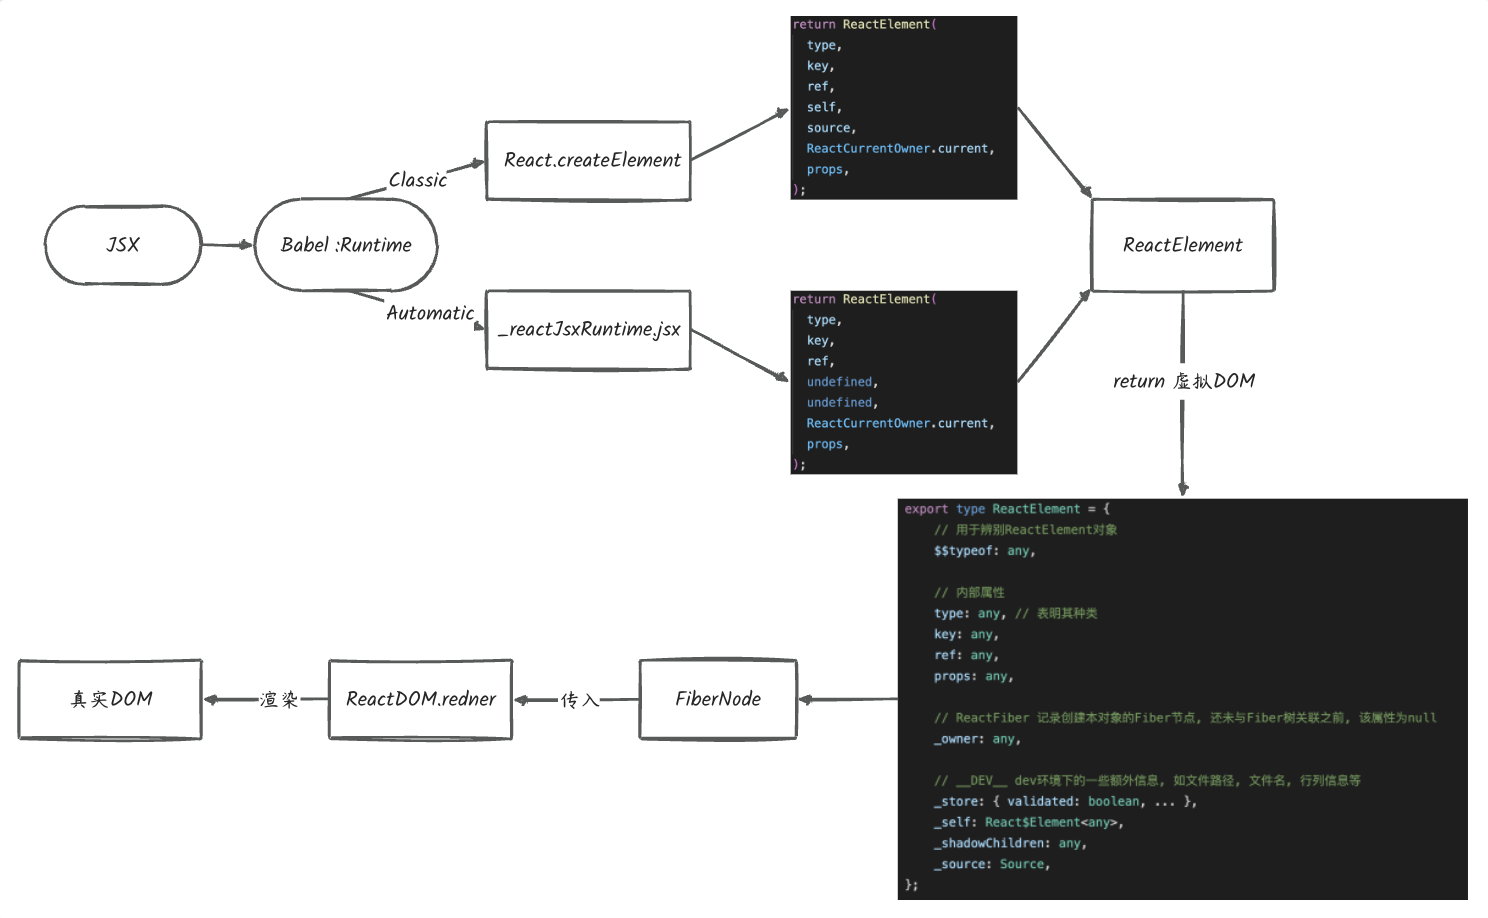 JSX
Babel :Runtime
Classic
Automatic
React.createElement
_reactJsxRuntime.jsx
return ReactElement(
type,
key,
ref,
self,
source,
ReactCurrentOwner.current,
props,
);
return ReactElement(
type,
key,
ref,
undefined,
undefined,
ReactCurrentOwner.current,
props,
);
ReactElement
return 虚拟DOM
export type ReactElement = {
// 用于辨别ReactElement对象
$$typeof: any,
// 内部属性
type: any, // 表明其种类
key: any,
ref: any,
props: any,
// ReactFiber 记录创建本对象的Fiber节点, 还未与Fiber树关联之前, 该属性为null
_owner: any,
// __DEV__ dev环境下的一些额外信息, 如文件路径, 文件名, 行列信息等
_store: { validated: boolean, ... },
_self: React$Element<any>,
_shadowChildren: any,
_source: Source,
};
FiberNode
传入
ReactDOM.redner
渲染
真实DOM